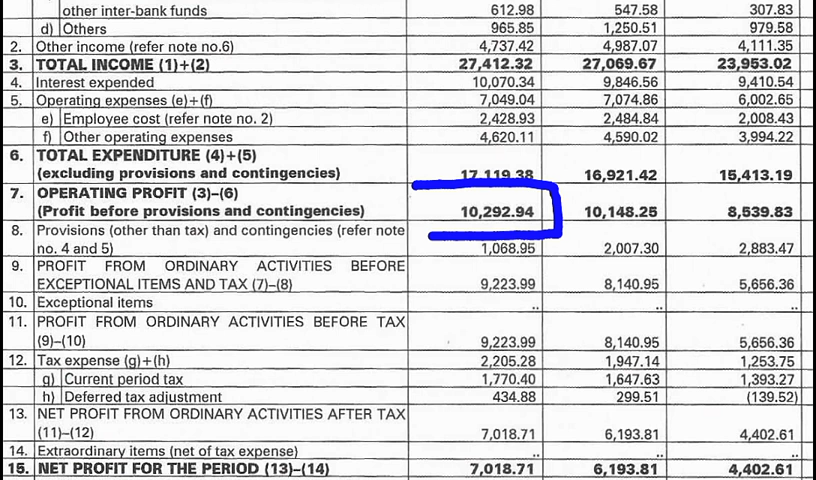 other inter-bank funds 612.98 547.58 307.83
d) Others 965.85 1,250.51 979.58
2. Other income (refer note no.6) 4,737.42 4,987.07 4,111.35
3. TOTAL INCOME (1)+(2) 27,412.32 27,069.67 23,953.02
4. Interest expended 10,070.34 9,846.56 9,410.54
5. Operating expenses (e)+(f) 7,049.04 7,074.86 6,002.65
e) Employee cost (refer note no. 2) 2,428.93 2,484.84 2,008.43
f) Other operating expenses 4,620.11 4,590.02 3,994.22
6. TOTAL EXPENDITURE (4)+(5)
(excluding provisions and contingencies) 17,119.38 16,921.42 15,413.19
7. OPERATING PROFIT (3)–(6)
(Profit before provisions and contingencies) 10,292.94 10,148.25 8,539.83
8. Provisions (other than tax) and contingencies (refer note
no. 4 and 5) 1,068.95 2,007.30 2,883.47
9. PROFIT FROM ORDINARY ACTIVITIES BEFORE
EXCEPTIONAL ITEMS AND TAX (7)–(8) 9,223.99 8,140.95 5,656.36
10. Exceptional items .. .. ..
11. PROFIT FROM ORDINARY ACTIVITIES BEFORE TAX
(9)–(10) 9,223.99 8,140.95 5,656.36
12. Tax expense (g)+(h) 2,205.28 1,947.14 1,253.75
g) Current period tax 1,770.40 1,647.63 1,393.27
h) Deferred tax adjustment 434.88 299.51 (139.52)
13. NET PROFIT FROM ORDINARY ACTIVITIES AFTER TAX
(11)–(12) 7,018.71 6,193.81 4,402.61
14. Extraordinary items (net of tax expense) .. .. ..
15. NET PROFIT FOR THE PERIOD (13)–(14) 7,018.71 6,193.81 4,402.61